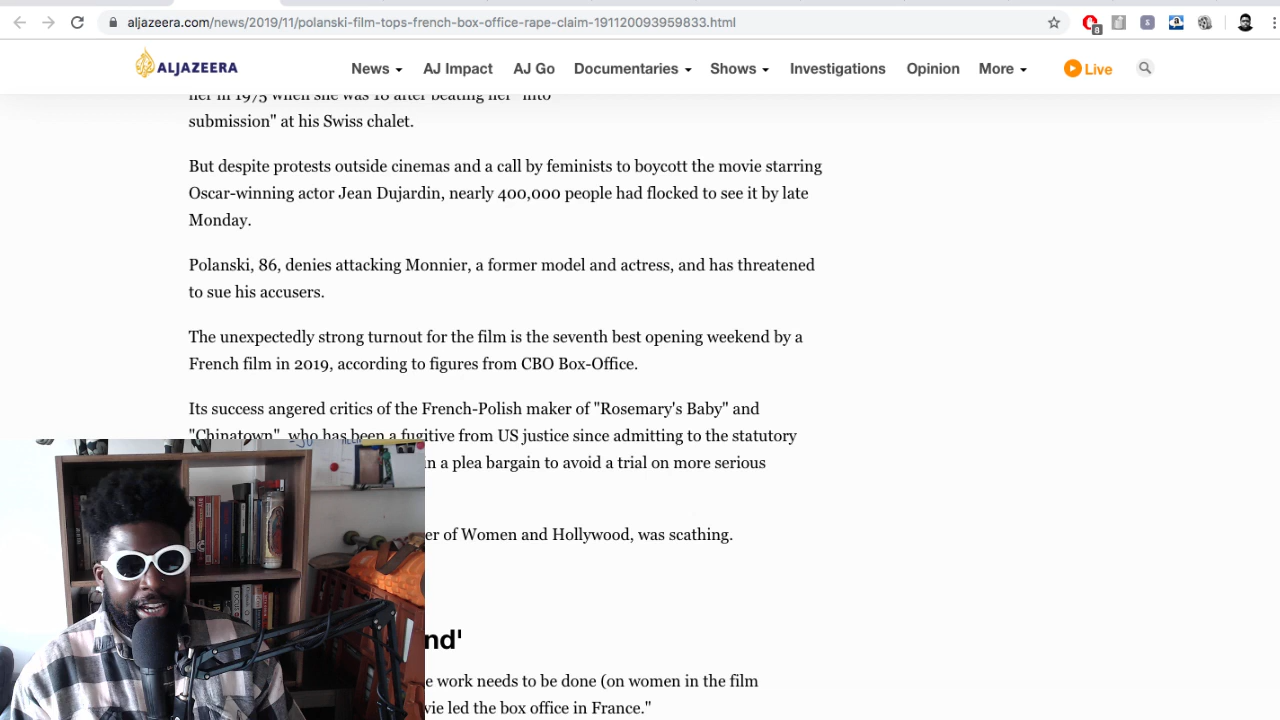 aljazeera.com/news/2019/11/polanski-film-tops-french-box-office-rape-claim-191120093959833.html
8
ALJAZEERA
News AJ Impact AJ Go Documentaries Shows Investigations Opinion More Live
her in 1975 when she was 18 after beating her "into
submission" at his Swiss chalet.
But despite protests outside cinemas and a call by feminists to boycott the movie starring
Oscar-winning actor Jean Dujardin, nearly 400,000 people had flocked to see it by late
Monday.
Polanski, 86, denies attacking Monnier, a former model and actress, and has threatened
to sue his accusers.
The unexpectedly strong turnout for the film is the seventh best opening weekend by a
French film in 2019, according to figures from CBO Box-Office.
Its success angered critics of the French-Polish maker of "Rosemary's Baby" and
"Chinatown", who has been a fugitive from US justice since admitting to the statutory
in a plea bargain to avoid a trial on more serious
er of Women and Hollywood, was scathing.
nd'
e work needs to be done (on women in the film
vie led the box office in France."